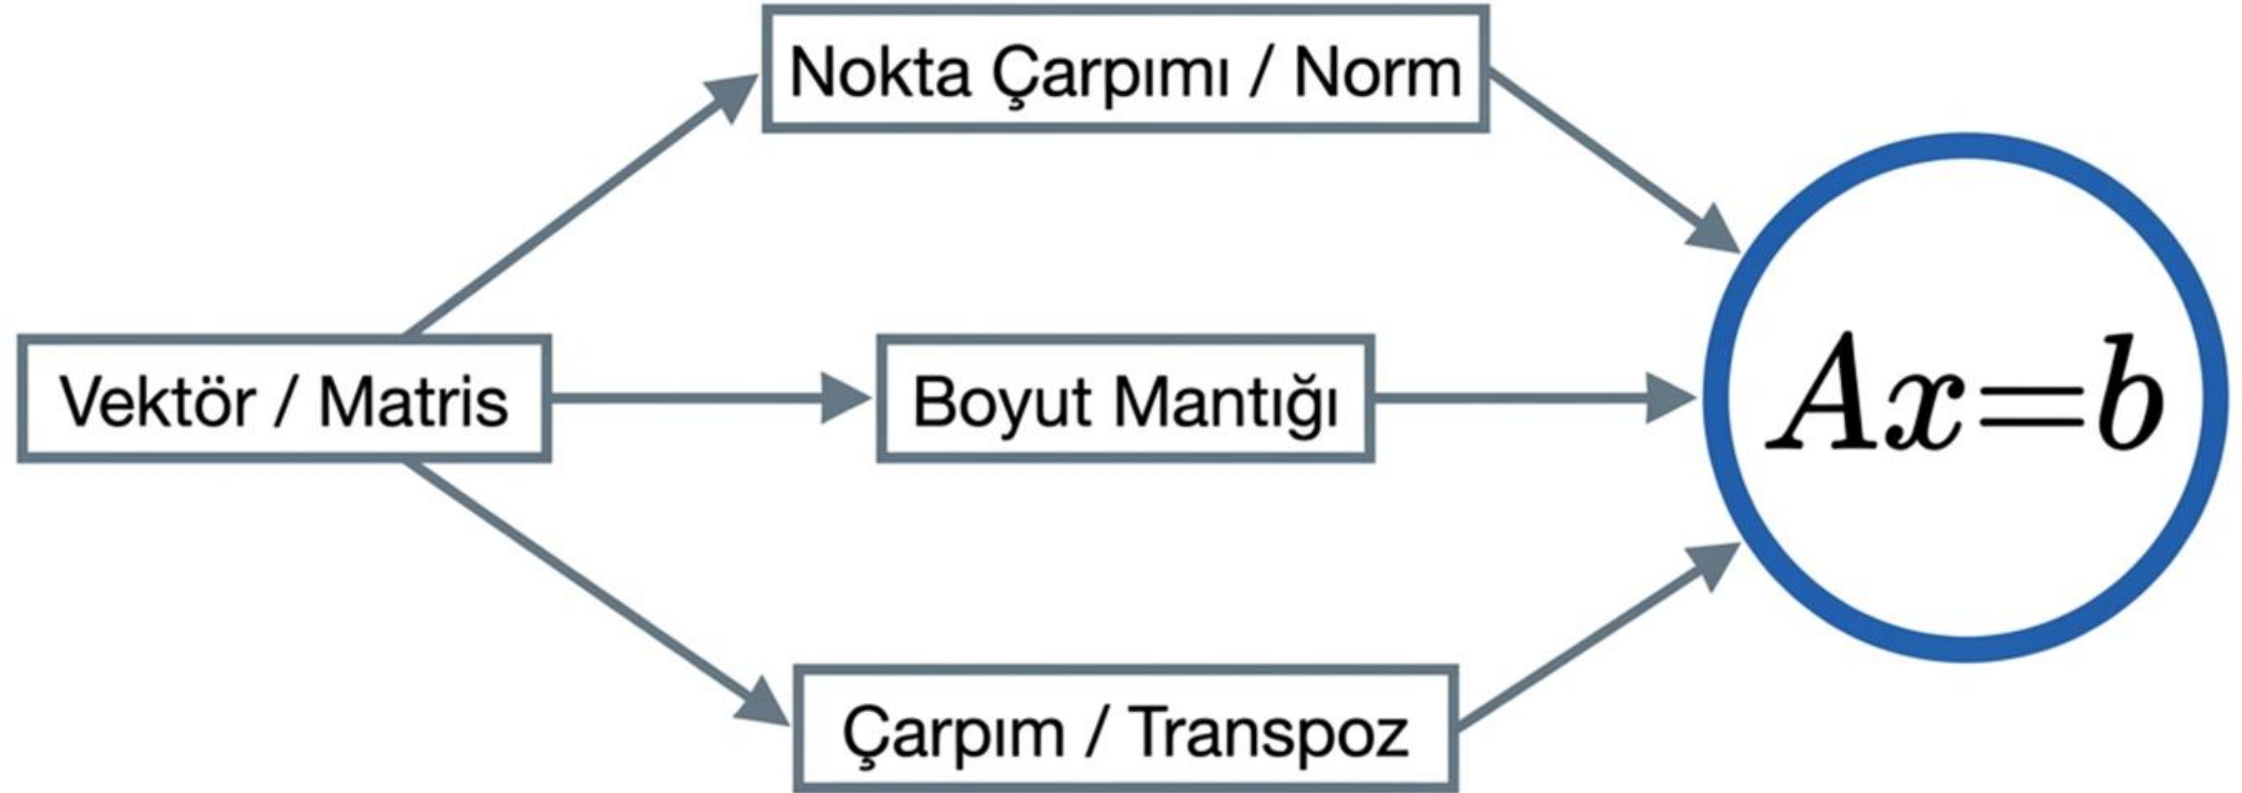 Nokta Çarpımı / Norm
Vektör / Matris
Boyut Mantığı
Ax=b
Çarpım / Transpoz